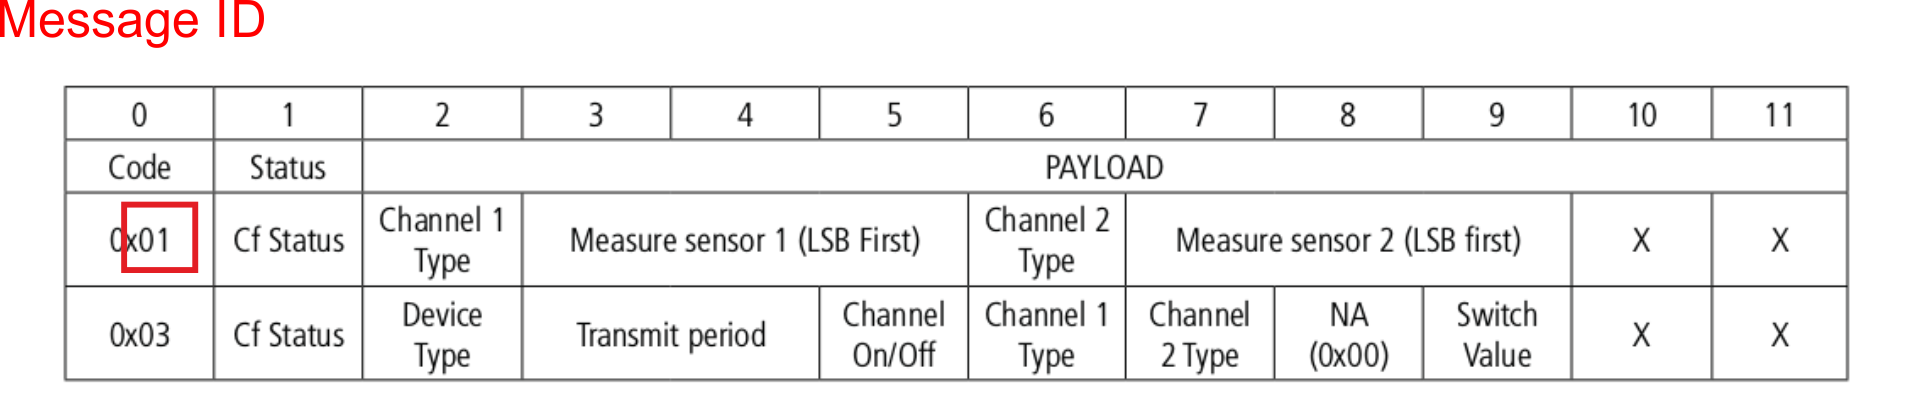 Message ID
0 1 2 3 4 5 6 7 8 9 10 11
Code Status PAYLOAD
0x01 Cf Status Channel 1 Type Measure sensor 1 (LSB First) Channel 2 Type Measure sensor 2 (LSB first) X X
0x03 Cf Status Device Type Transmit period Channel On/Off Channel 1 Type Channel 2 Type NA (0x00) Switch Value X X